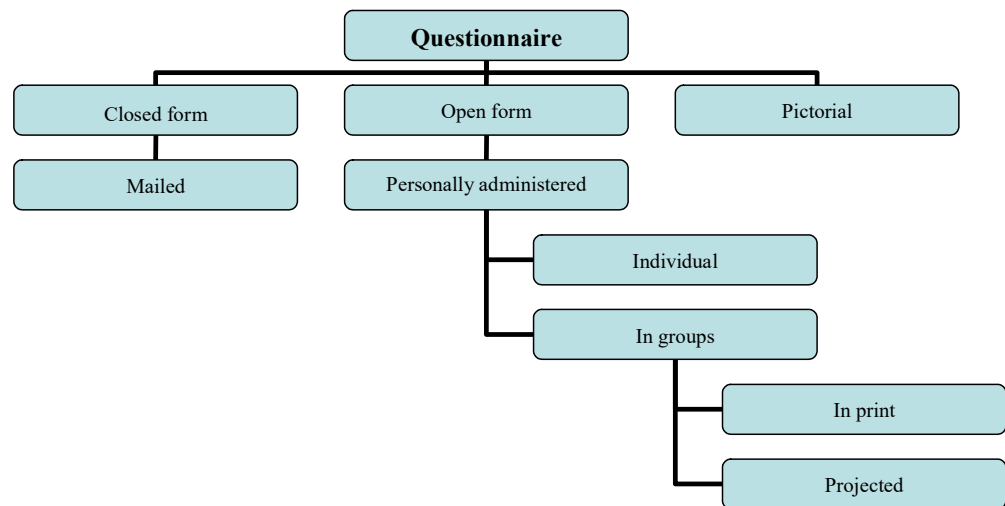 Questionnaire
Closed form
Open form
Pictorial
Mailed
Personally administered
Individual
In groups
In print
Projected